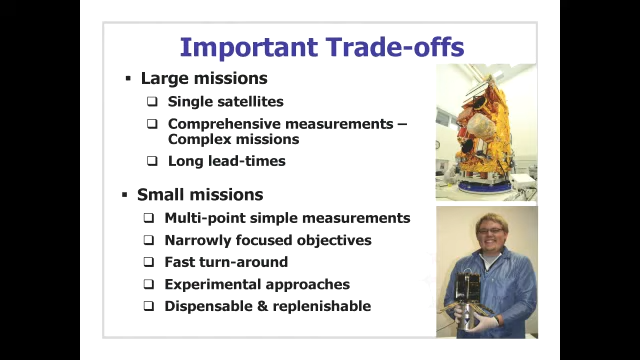 Important Trade-offs
▪ Large missions
❑ Single satellites
❑ Comprehensive measurements –
Complex missions
❑ Long lead-times
▪ Small missions
❑ Multi-point simple measurements
❑ Narrowly focused objectives
❑ Fast turn-around
❑ Experimental approaches
❑ Dispensable & replenishable